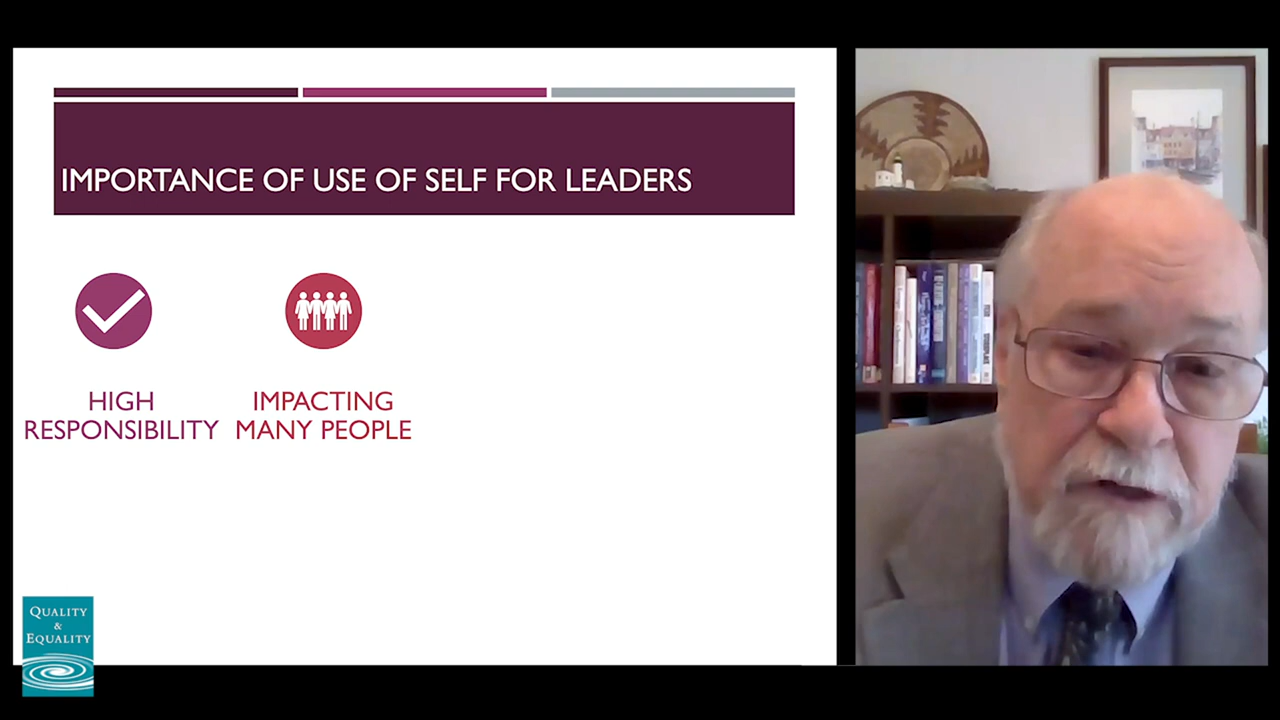 IMPORTANCE OF USE OF SELF FOR LEADERS
HIGH
RESPONSIBILITY
IMPACTING
MANY PEOPLE
QUALITY
&
EQUALITY